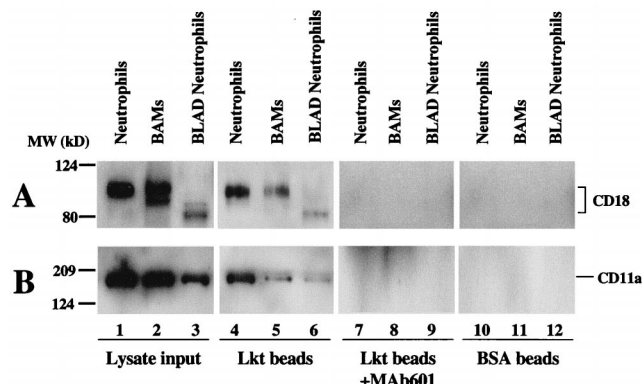 Neutrophils BAMs BLAD Neutrophils Neutrophils BAMs BLAD Neutrophils Neutrophils BAMs BLAD Neutrophils Neutrophils BAMs BLAD Neutrophils
MW (kD)
124
A
CD18
80
209
B
CD11a
124
1 2 3 4 5 6 7 8 9 10 11 12
Lysate input Lkt beads Lkt beads BSA beads
+MAb601